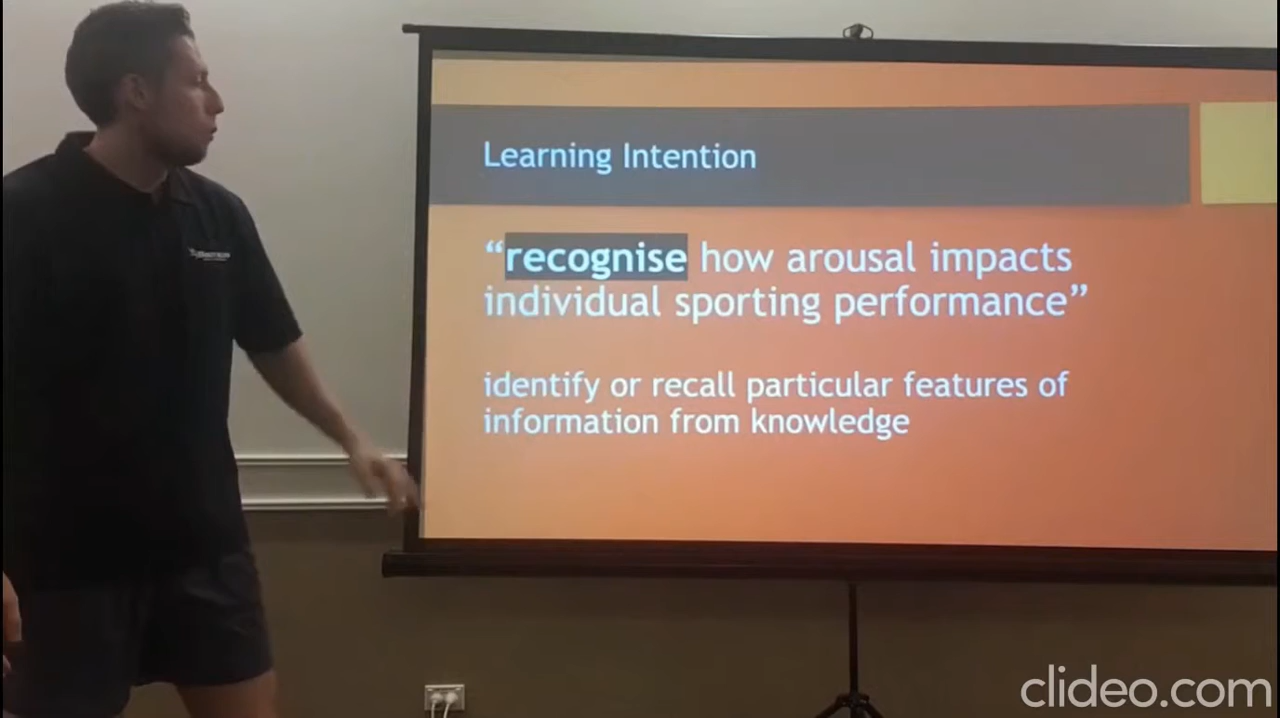 Learning Intention
“recognise how arousal impacts
individual sporting performance”
identify or recall particular features of
information from knowledge
clideo.com